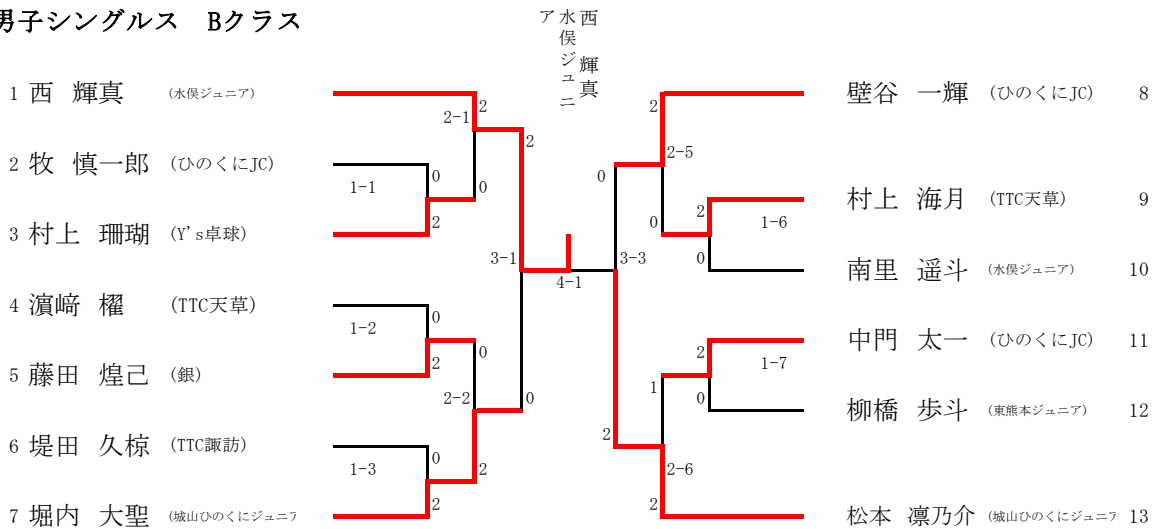 男子シングルス Bクラス
西 輝真
水俣ジュニア
1 西 輝真 (水俣ジュニア)
2 牧 慎一郎 (ひのくにJC)
3 村上 珊瑚 (Y's卓球)
4 濵﨑 櫂 (TTC天草)
5 藤田 煌己 (銀)
6 堤田 久椋 (TTC諏訪)
7 堀内 大聖 (城山ひのくにジュニア
2-1
2
1-1
0
0
2
2
3-1
1-2
0
2
0
2-2
0
1-3
0
2
2
4-1
2
2-5
0
0
2
1-6
0
3-3
2
1-7
1
0
2
2-6
2
壁谷 一輝 (ひのくにJC) 8
村上 海月 (TTC天草) 9
南里 遥斗 (水俣ジュニア) 10
中門 太一 (ひのくにJC) 11
柳橋 歩斗 (東熊本ジュニア) 12
松本 凛乃介 (城山ひのくにジュニア 13